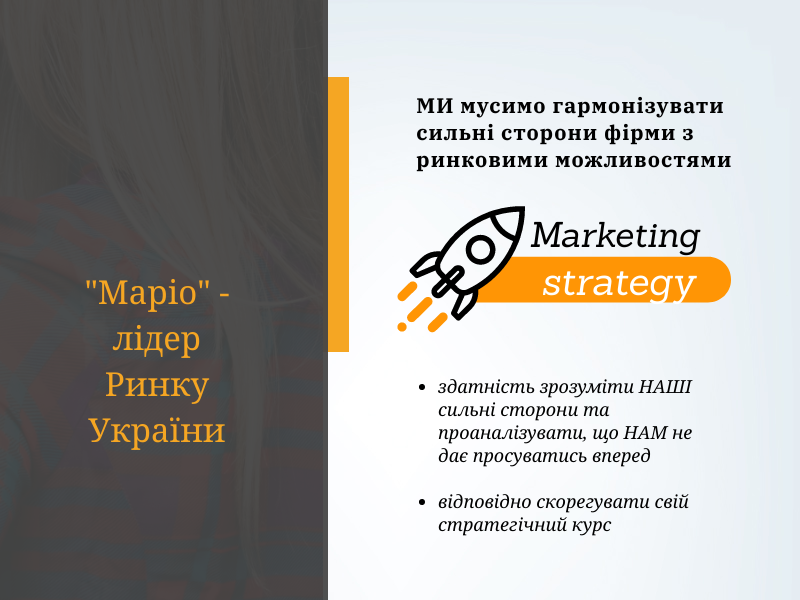 "Маріо" -
лідер
Ринку
України
МИ мусимо гармонізувати
сильні сторони фірми з
ринковими можливостями
Marketing
strategy
• здатність зрозуміти НАШІ
сильні сторони та
проаналізувати, що НАМ не
дає просуватись вперед
• відповідно скорегувати свій
стратегічний курс